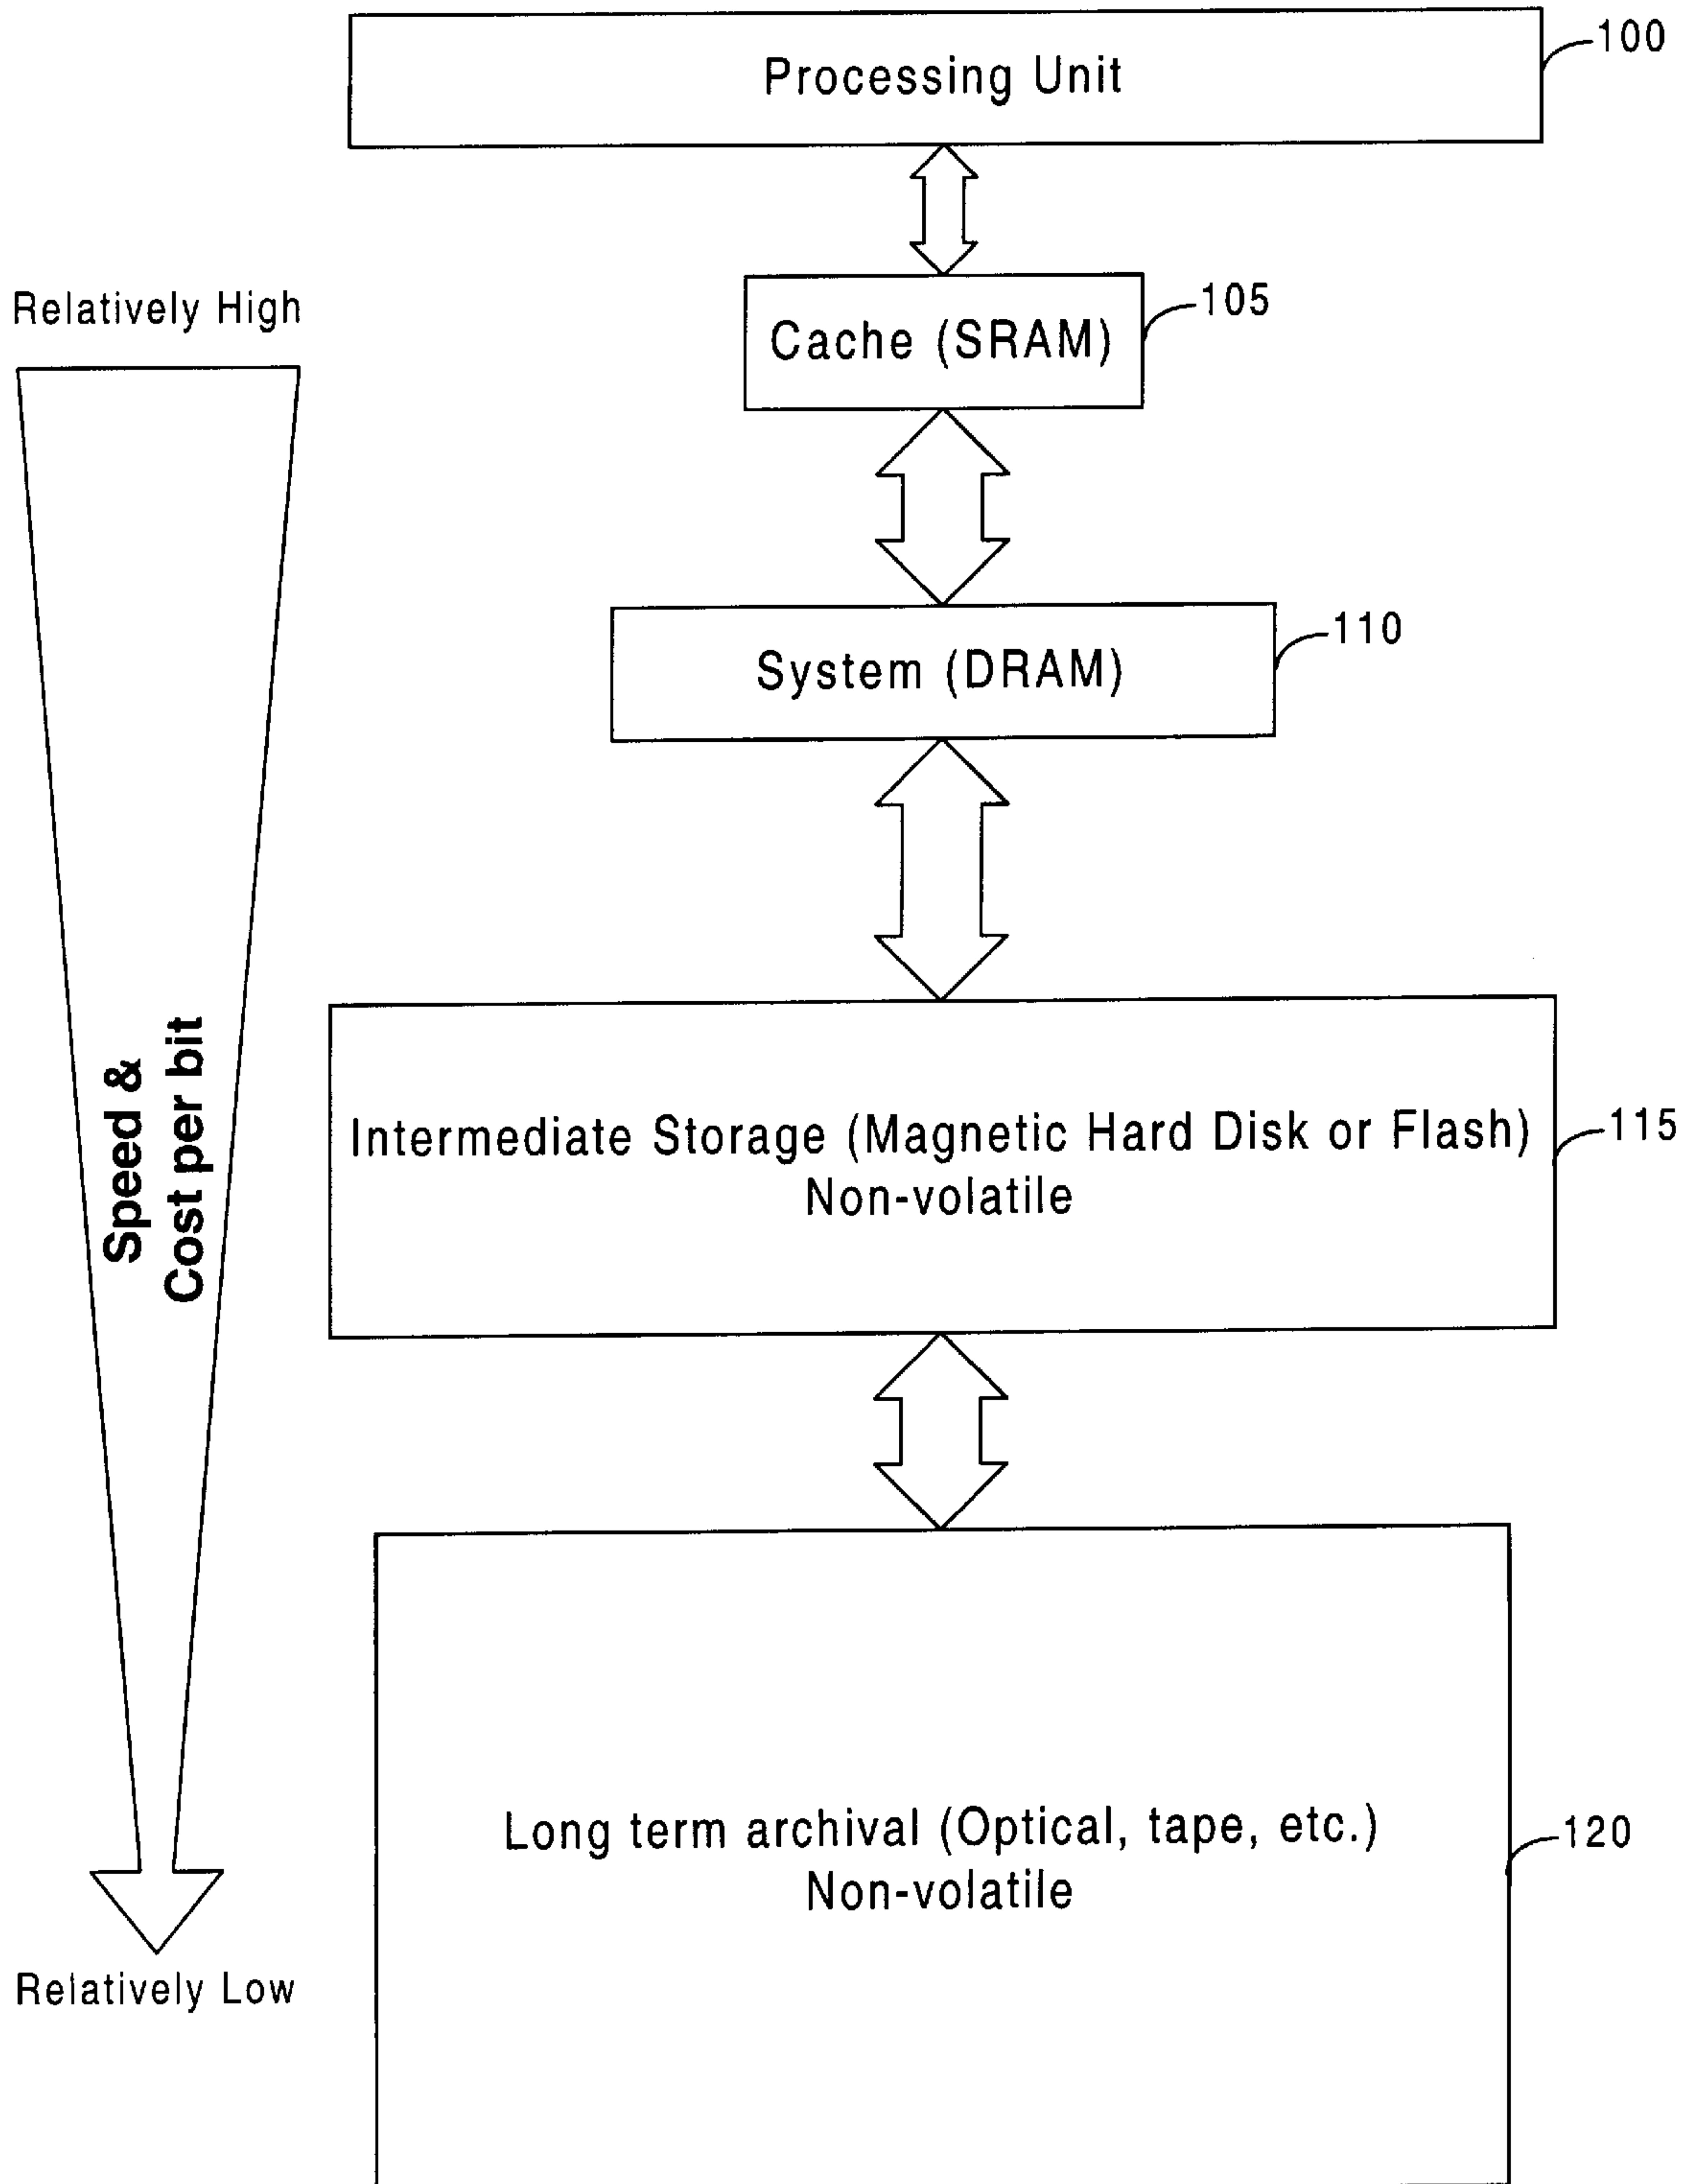 Processing Unit
100
Relatively High
Cache (SRAM)
105
System (DRAM)
110
Speed &
Cost per bit
Intermediate Storage (Magnetic Hard Disk or Flash)
Non-volatile
115
Long term archival (Optical, tape, etc.)
Non-volatile
120
Relatively Low